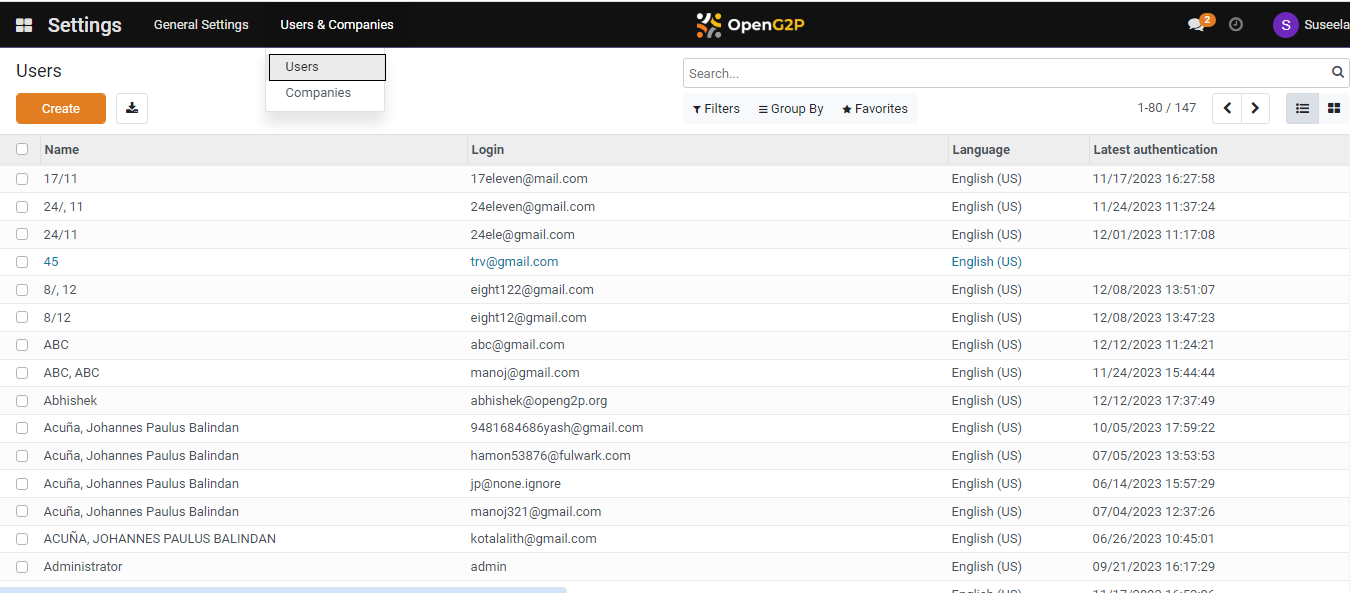 Settings General Settings Users & Companies OpenG2P 2 S Suseela
Users
Companies
Users Search...
Create Filters Group By Favorites 1-80 / 147
Name Login Language Latest authentication
17/11 17eleven@mail.com English (US) 11/17/2023 16:27:58
24/, 11 24eleven@gmail.com English (US) 11/24/2023 11:37:24
24/11 24ele@gmail.com English (US) 12/01/2023 11:17:08
45 trv@gmail.com English (US)
8/, 12 eight122@gmail.com English (US) 12/08/2023 13:51:07
8/12 eight12@gmail.com English (US) 12/08/2023 13:47:23
ABC abc@gmail.com English (US) 12/12/2023 11:24:21
ABC, ABC manoj@gmail.com English (US) 11/24/2023 15:44:44
Abhishek abhishek@openg2p.org English (US) 12/12/2023 17:37:49
Acuña, Johannes Paulus Balindan 9481684686yash@gmail.com English (US) 10/05/2023 17:59:22
Acuña, Johannes Paulus Balindan hamon53876@fulwark.com English (US) 07/05/2023 13:53:53
Acuña, Johannes Paulus Balindan jp@none.ignore English (US) 06/14/2023 15:57:29
Acuña, Johannes Paulus Balindan manoj321@gmail.com English (US) 07/04/2023 12:37:26
ACUÑA, JOHANNES PAULUS BALINDAN kotalalith@gmail.com English (US) 06/26/2023 10:45:01
Administrator admin English (US) 09/21/2023 16:17:29